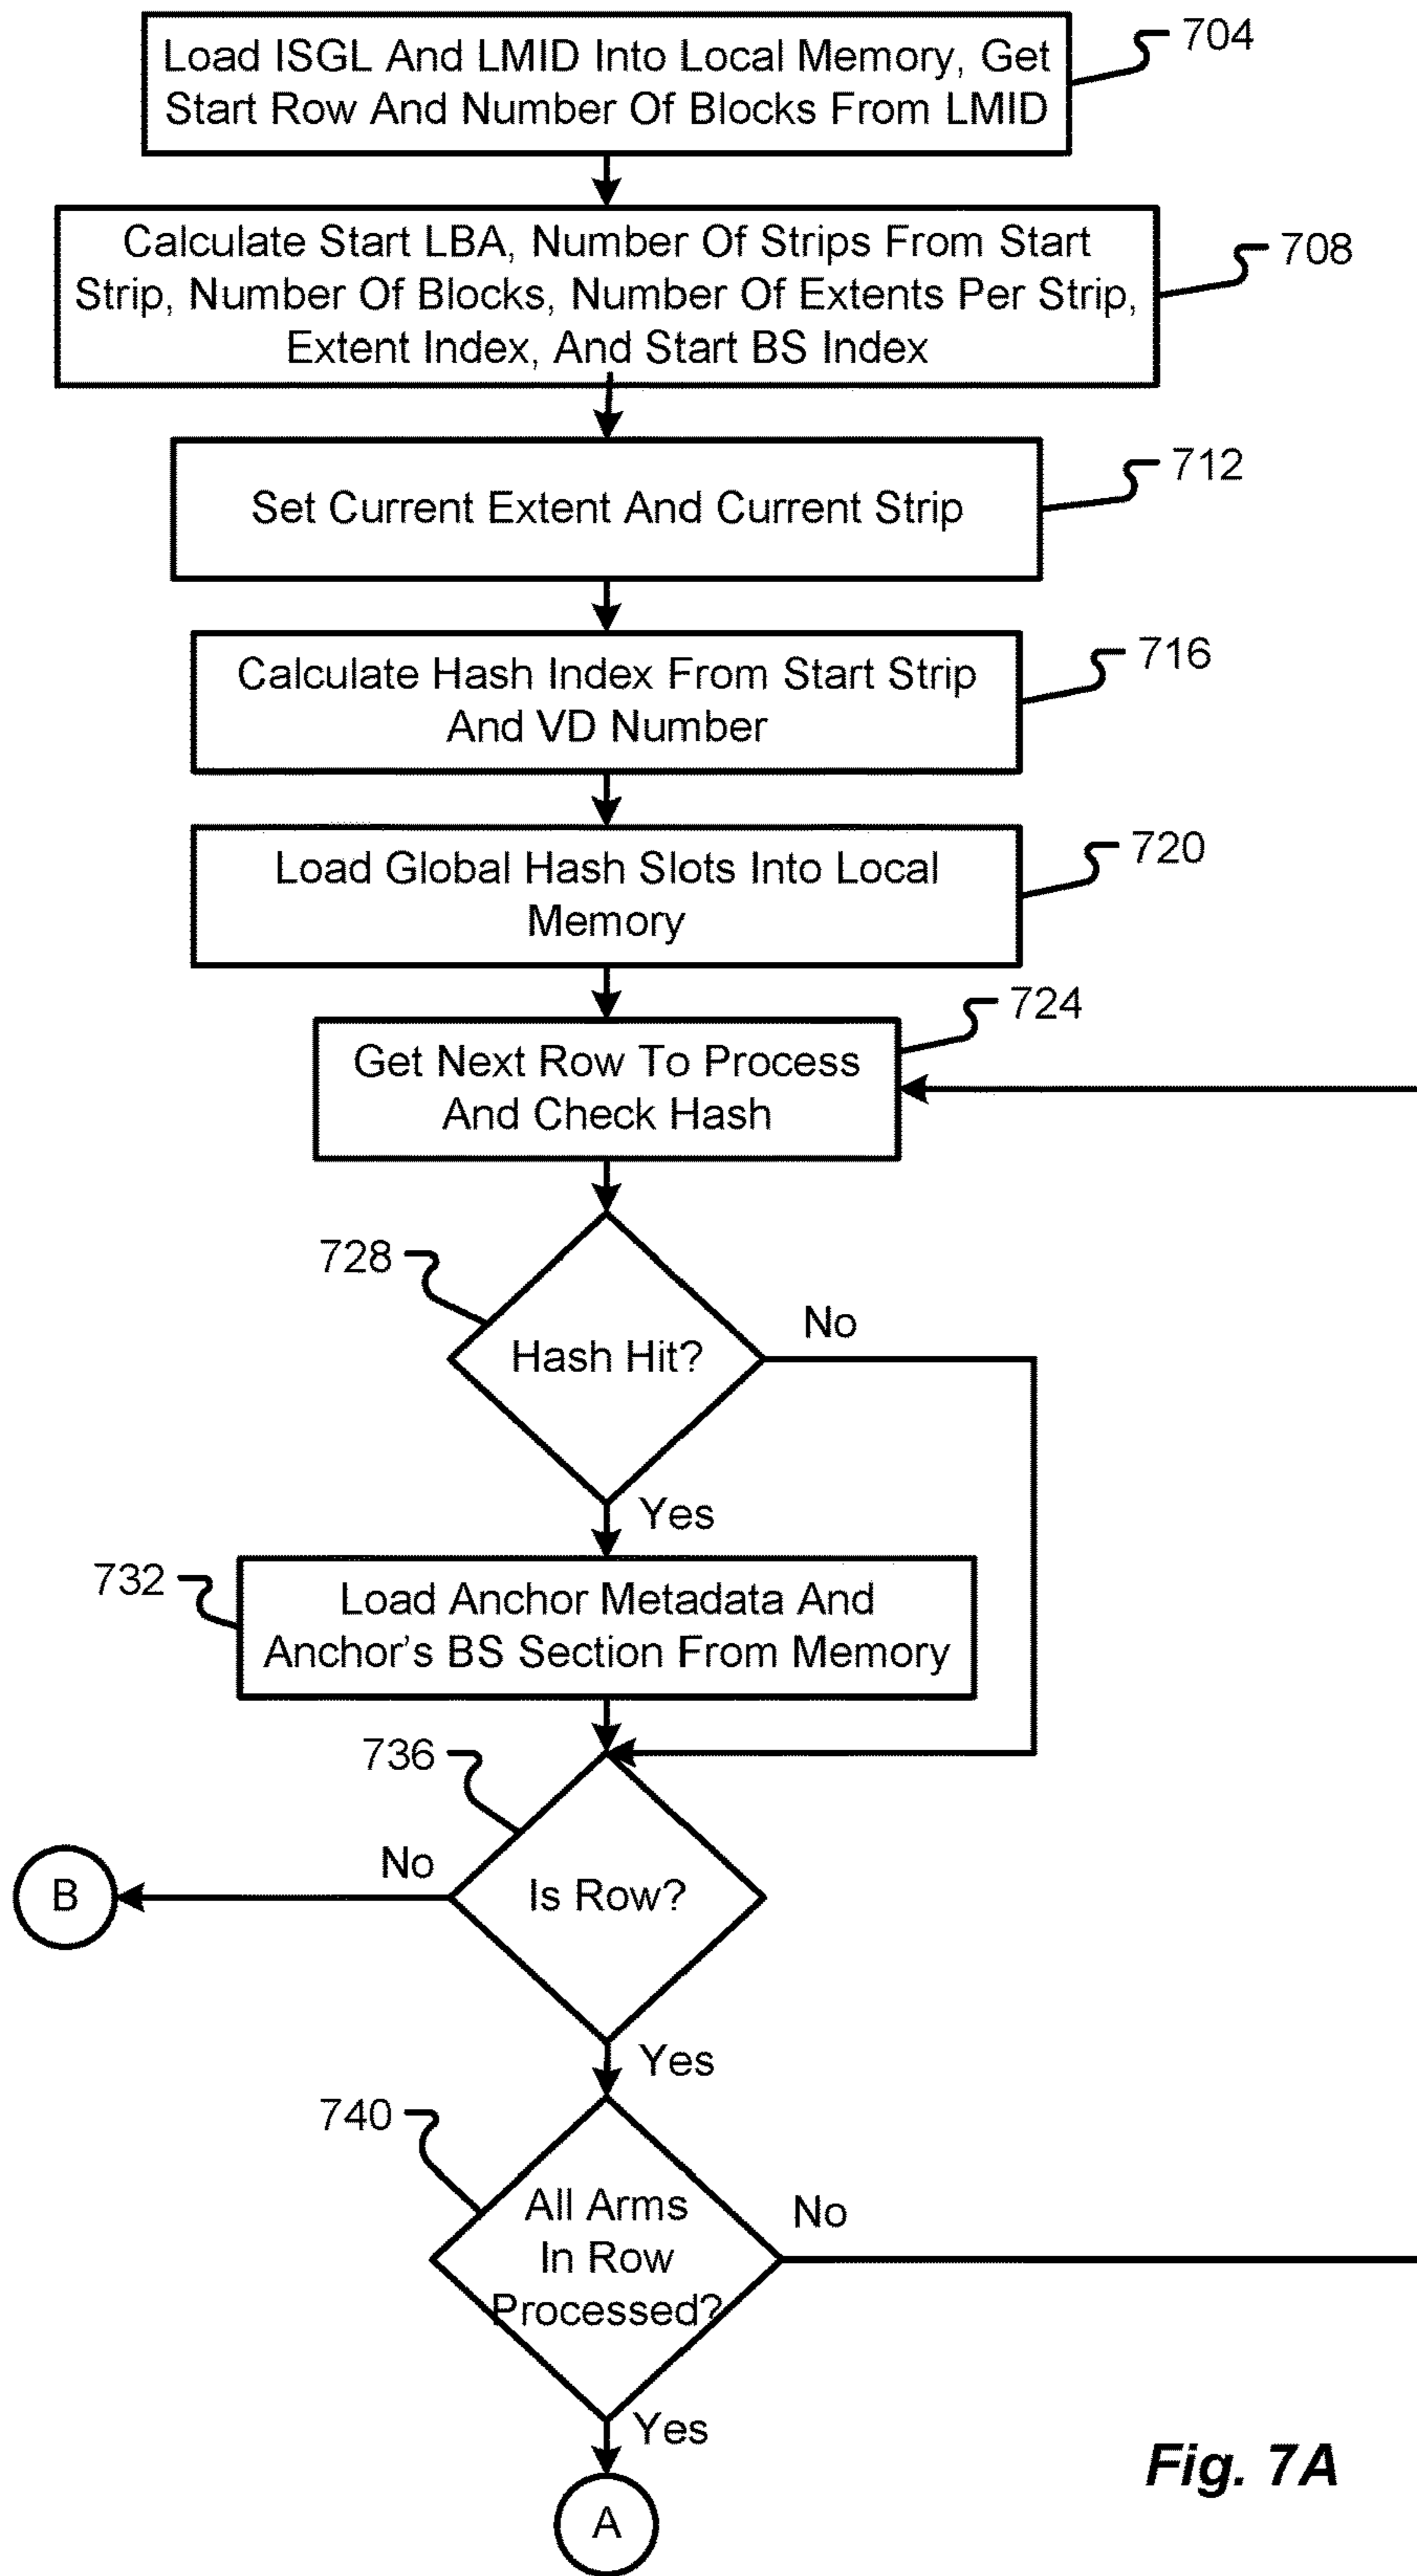 Load ISGL And LMID Into Local Memory, Get
Start Row And Number Of Blocks From LMID
704
Calculate Start LBA, Number Of Strips From Start
Strip, Number Of Blocks, Number Of Extents Per Strip,
Extent Index, And Start BS Index
708
Set Current Extent And Current Strip
712
Calculate Hash Index From Start Strip
And VD Number
716
Load Global Hash Slots Into Local
Memory
720
Get Next Row To Process
And Check Hash
724
728
Hash Hit?
No
Yes
732
Load Anchor Metadata And
Anchor's BS Section From Memory
736
Is Row?
No
B
Yes
740
All Arms
In Row
Processed?
No
Yes
A
Fig. 7A